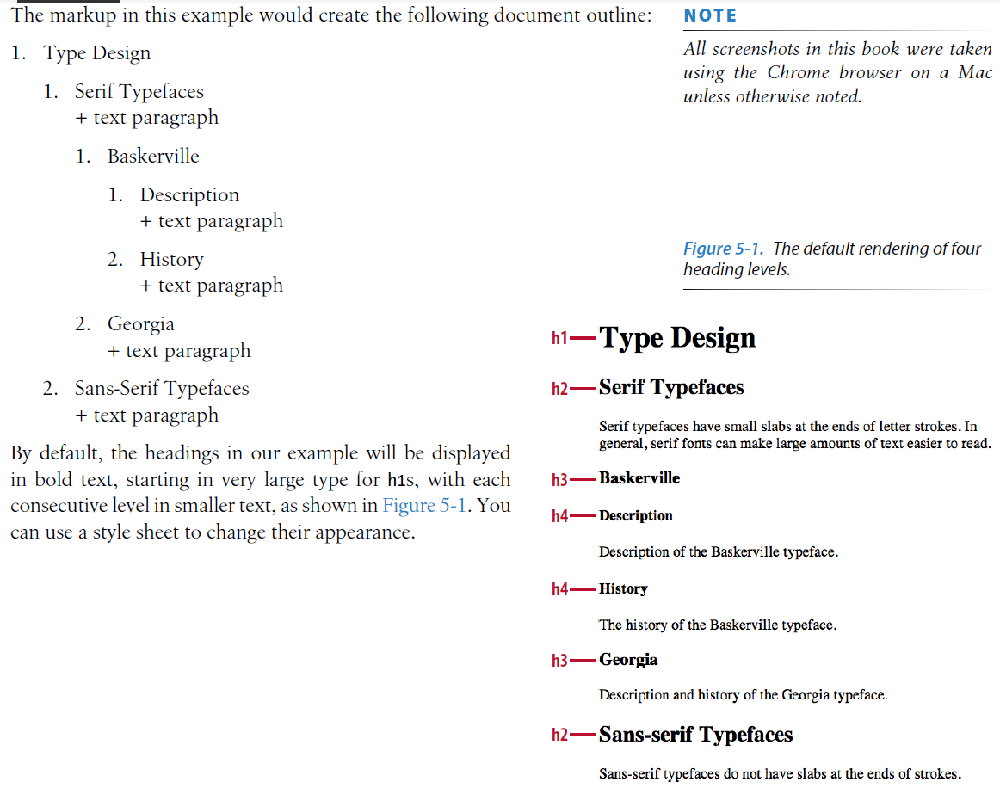 The markup in this example would create the following document outline:
1. Type Design
1. Serif Typefaces
+ text paragraph
1. Baskerville
1. Description
+ text paragraph
2. History
+ text paragraph
2. Georgia
+ text paragraph
2. Sans-Serif Typefaces
+ text paragraph
By default, the headings in our example will be displayed
in bold text, starting in very large type for h1s, with each
consecutive level in smaller text, as shown in Figure 5-1. You
can use a style sheet to change their appearance.
NOTE
All screenshots in this book were taken
using the Chrome browser on a Mac
unless otherwise noted.
Figure 5-1. The default rendering of four
heading levels.
h1 Type Design
h2 Serif Typefaces
Serif typefaces have small slabs at the ends of letter strokes. In
general, serif fonts can make large amounts of text easier to read.
h3 Baskerville
h4 Description
Description of the Baskerville typeface.
h4 History
The history of the Baskerville typeface.
h3 Georgia
Description and history of the Georgia typeface.
h2 Sans-serif Typefaces
Sans-serif typefaces do not have slabs at the ends of strokes.